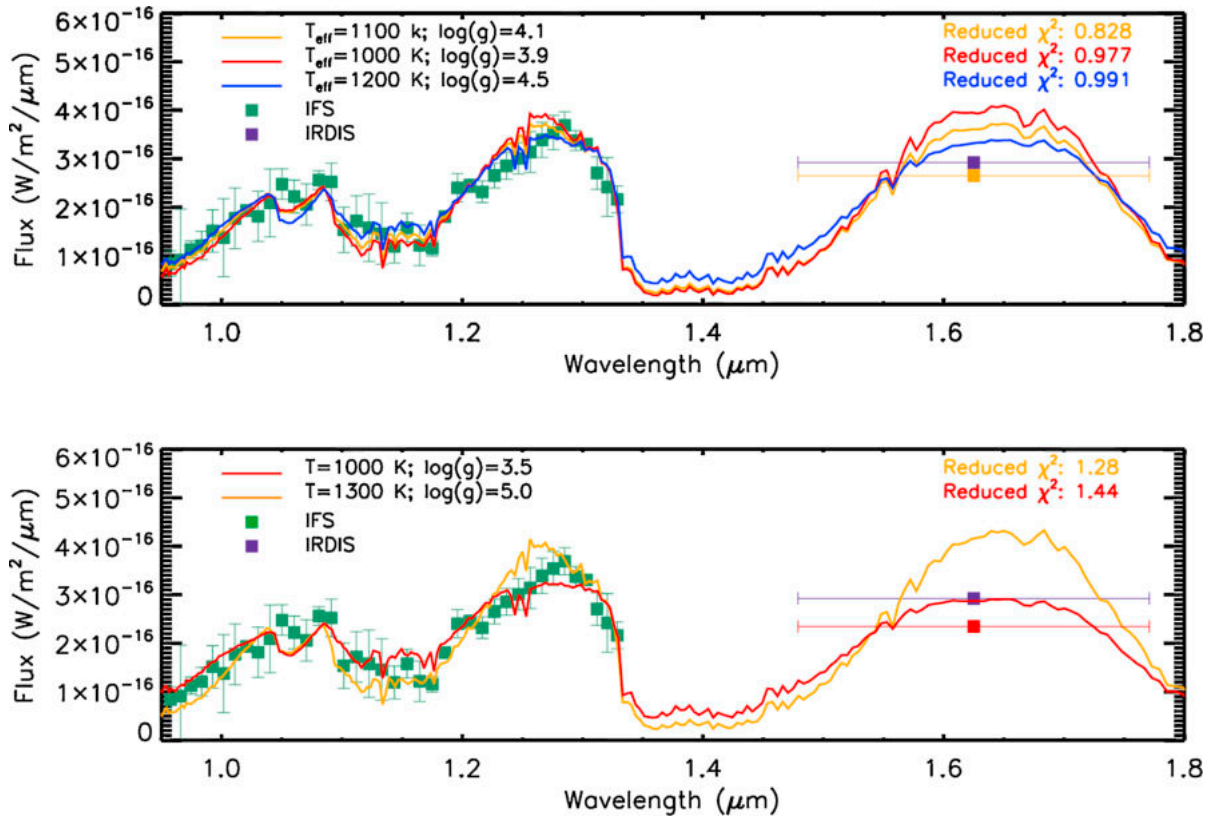 6×10⁻¹⁶
5×10⁻¹⁶
4×10⁻¹⁶
3×10⁻¹⁶
2×10⁻¹⁶
1×10⁻¹⁶
0
Flux (W/m²/μm)
T_eff=1100 k; log(g)=4.1
T_eff=1000 K; log(g)=3.9
T_eff=1200 K; log(g)=4.5
IFS
IRDIS
Reduced χ²: 0.828
Reduced χ²: 0.977
Reduced χ²: 0.991
1.0 1.2 1.4 1.6 1.8
Wavelength (μm)
6×10⁻¹⁶
5×10⁻¹⁶
4×10⁻¹⁶
3×10⁻¹⁶
2×10⁻¹⁶
1×10⁻¹⁶
0
Flux (W/m²/μm)
T=1000 K; log(g)=3.5
T=1300 K; log(g)=5.0
IFS
IRDIS
Reduced χ²: 1.28
Reduced χ²: 1.44
1.0 1.2 1.4 1.6 1.8
Wavelength (μm)